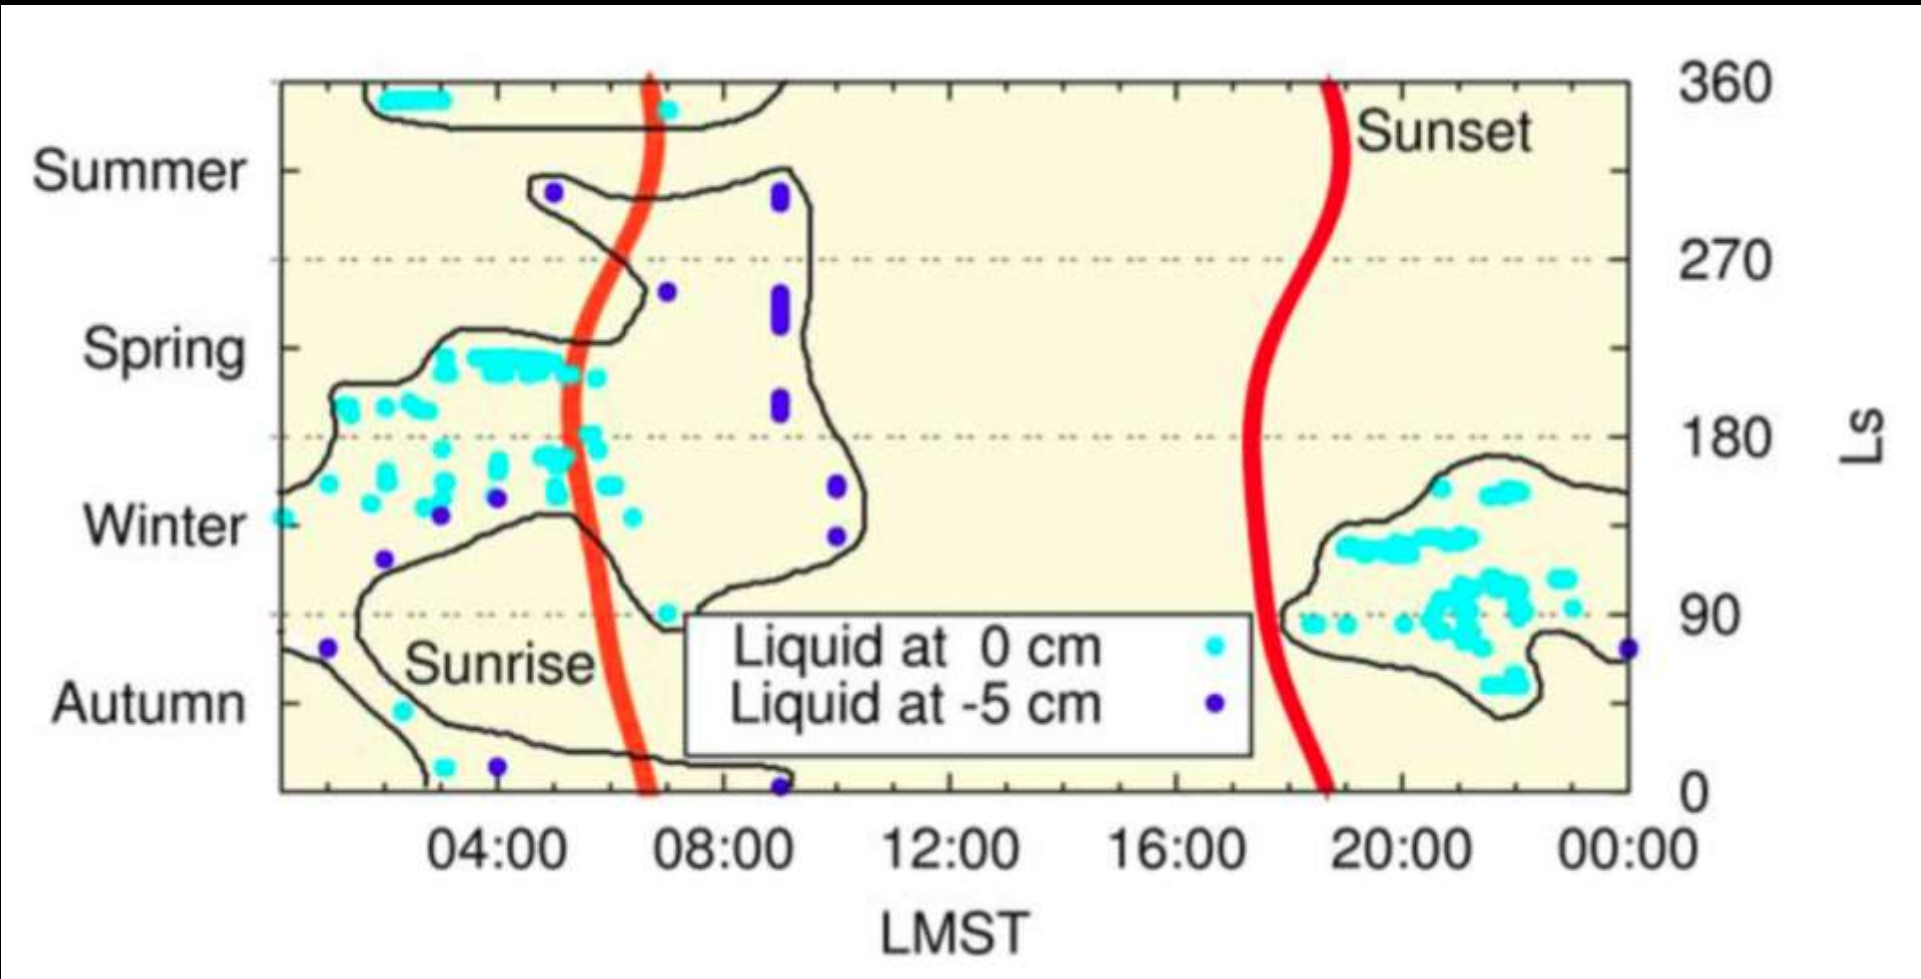 360
Sunset
Summer
270
Spring
180
Ls
Winter
90
Liquid at 0 cm
Sunrise
Liquid at -5 cm
Autumn
0
04:00 08:00 12:00 16:00 20:00 00:00
LMST